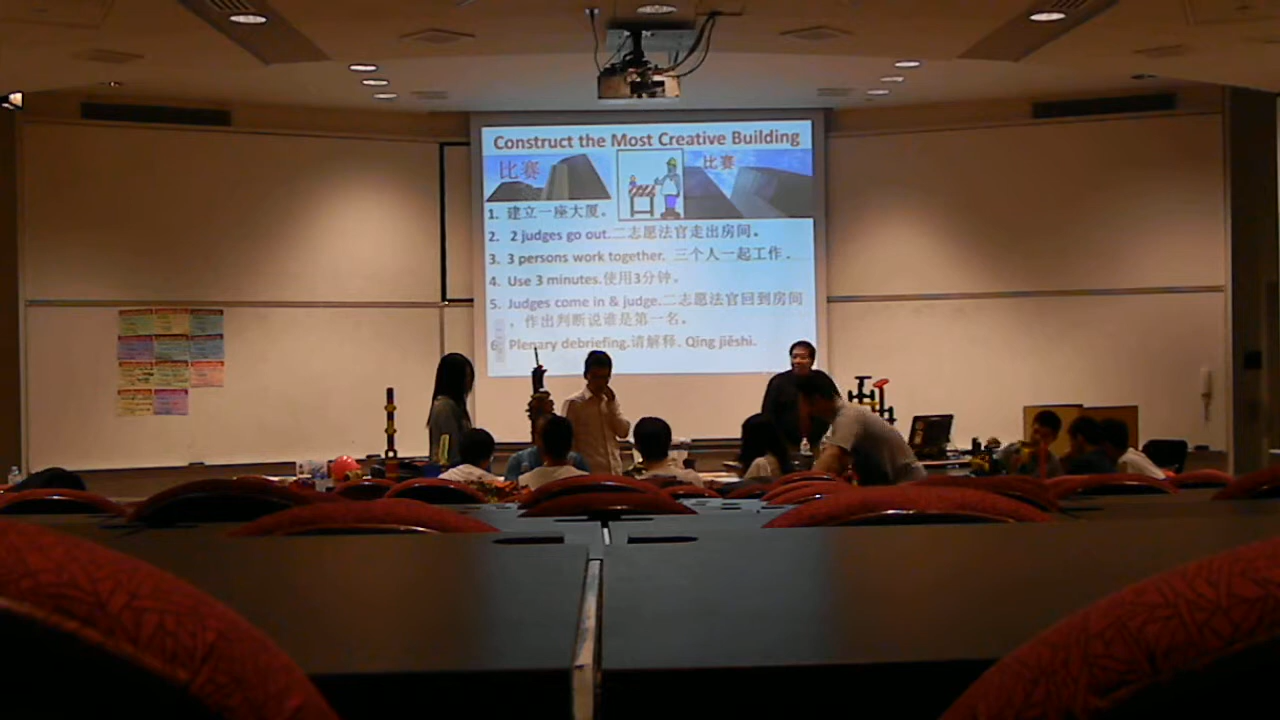 Construct the Most Creative Building
比赛
比赛
1. 建立一座大厦。
2. 2 judges go out.二志愿法官走出房间。
3. 3 persons work together. 三个人一起工作.
4. Use 3 minutes.使用3分钟。
5. Judges come in & judge.二志愿法官回到房间
，作出判断说谁是第一名。
6. Plenary debriefing.请解释. Qǐng jiěshì.